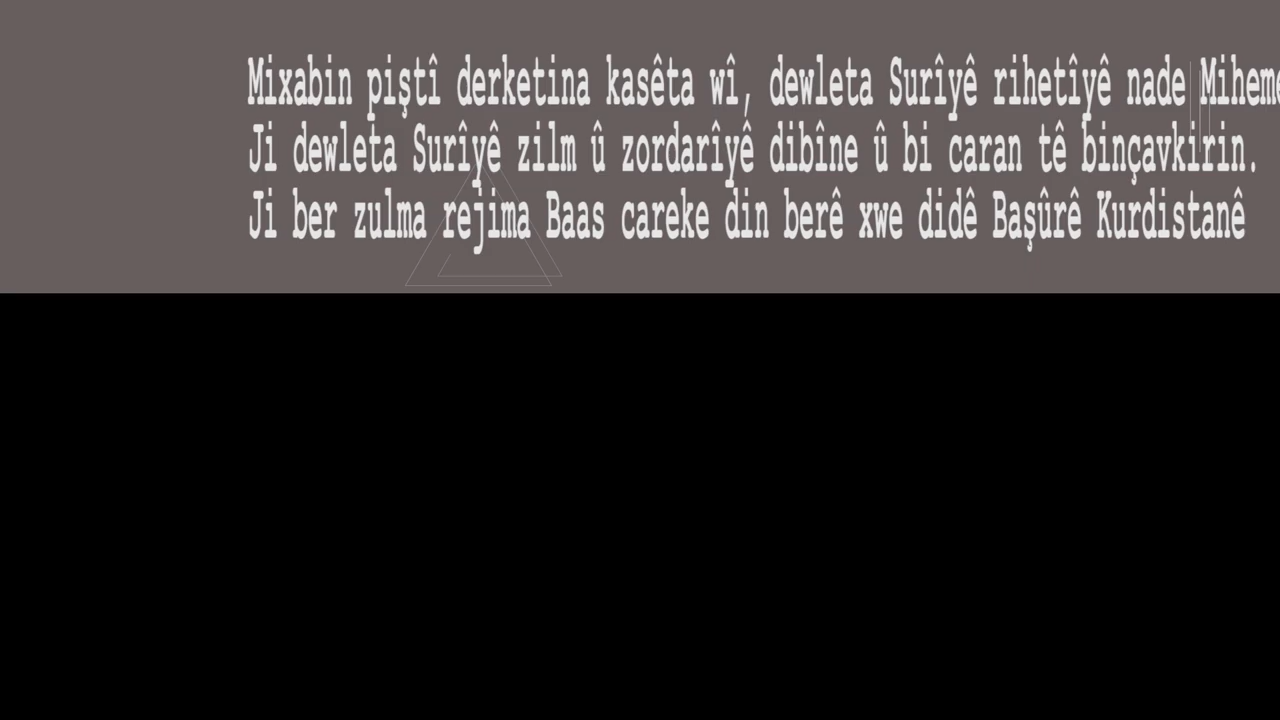 Mixabin piştî derketina kasêta wî, dewleta Surîyê rihetîyê nade
Ji dewleta Surîyê zilm û zordarîyê dibîne û bi caran tê binçavkirin.
Ji ber zulma rejima Baas careke din berê xwe didê Başûrê Kurdistanê